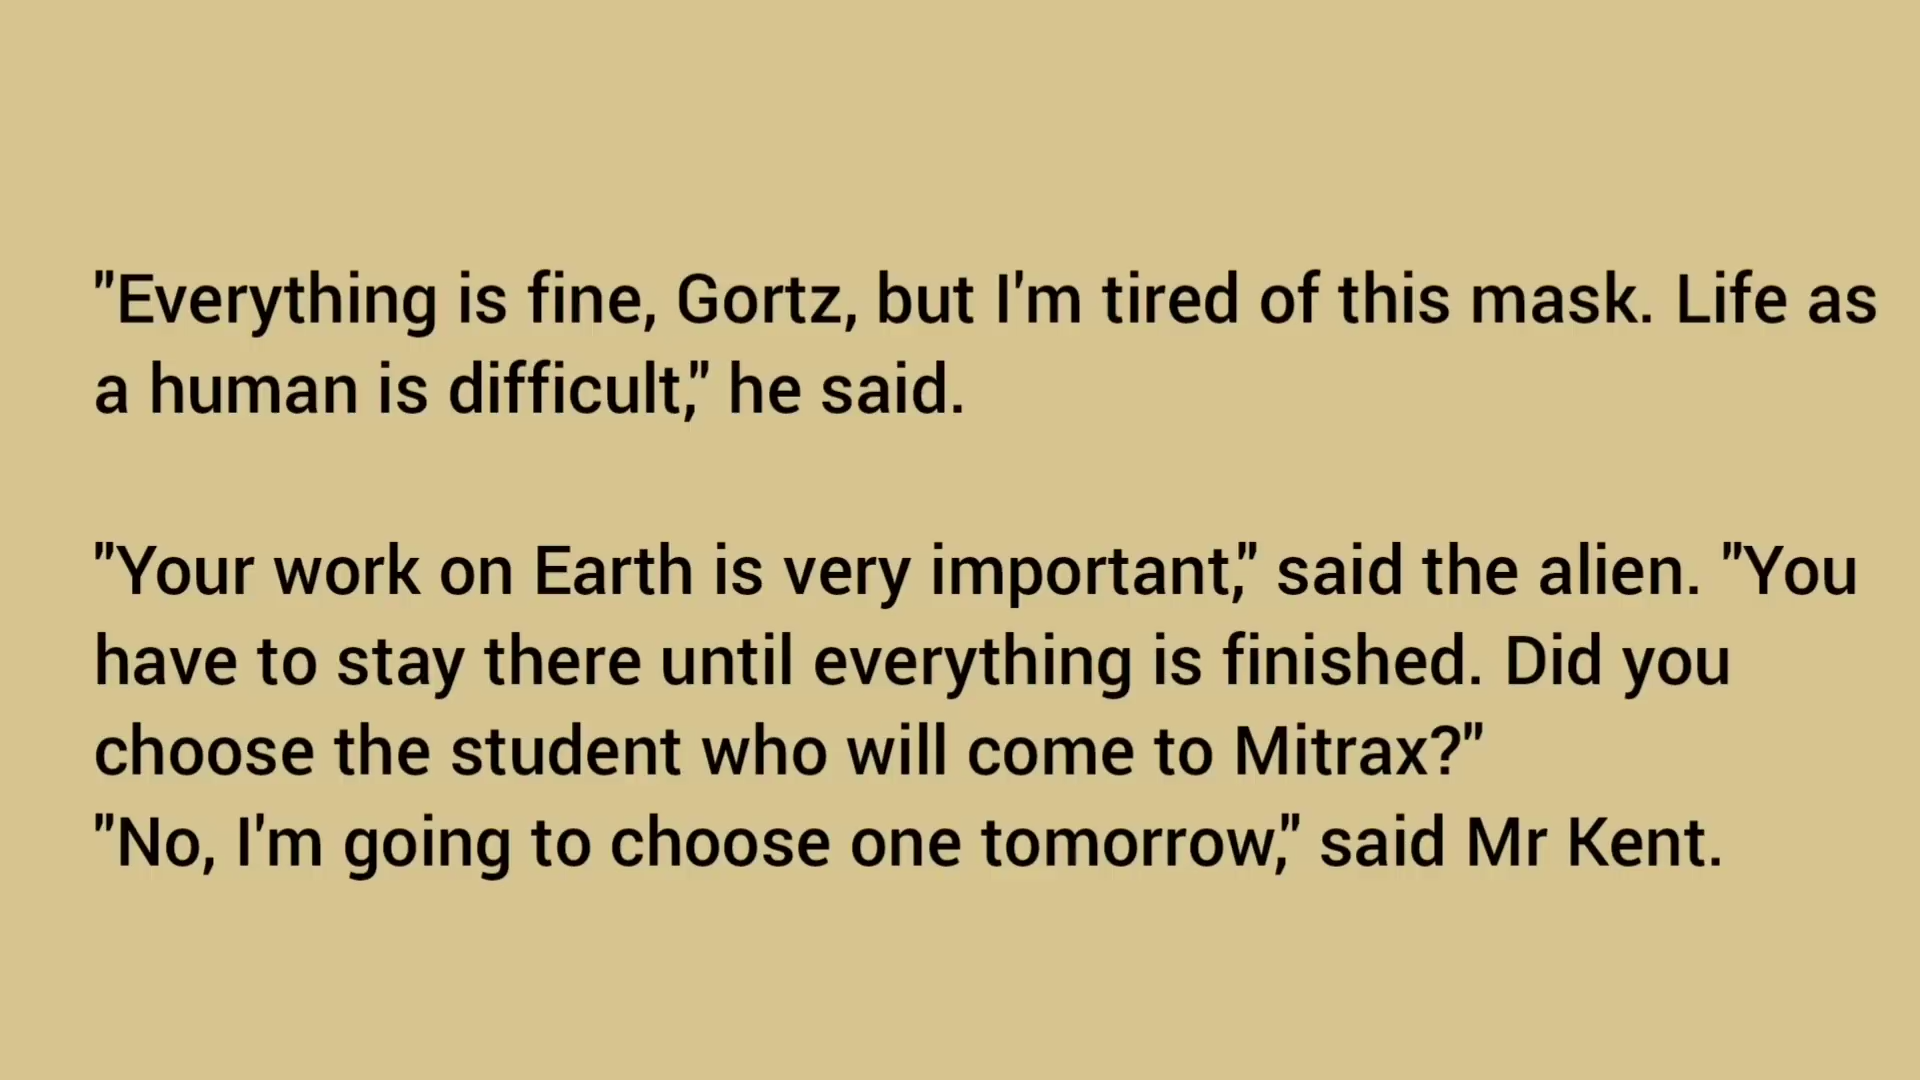 "Everything is fine, Gortz, but I'm tired of this mask. Life as
a human is difficult," he said.
"Your work on Earth is very important," said the alien. "You
have to stay there until everything is finished. Did you
choose the student who will come to Mitrax?"
"No, I'm going to choose one tomorrow," said Mr Kent.